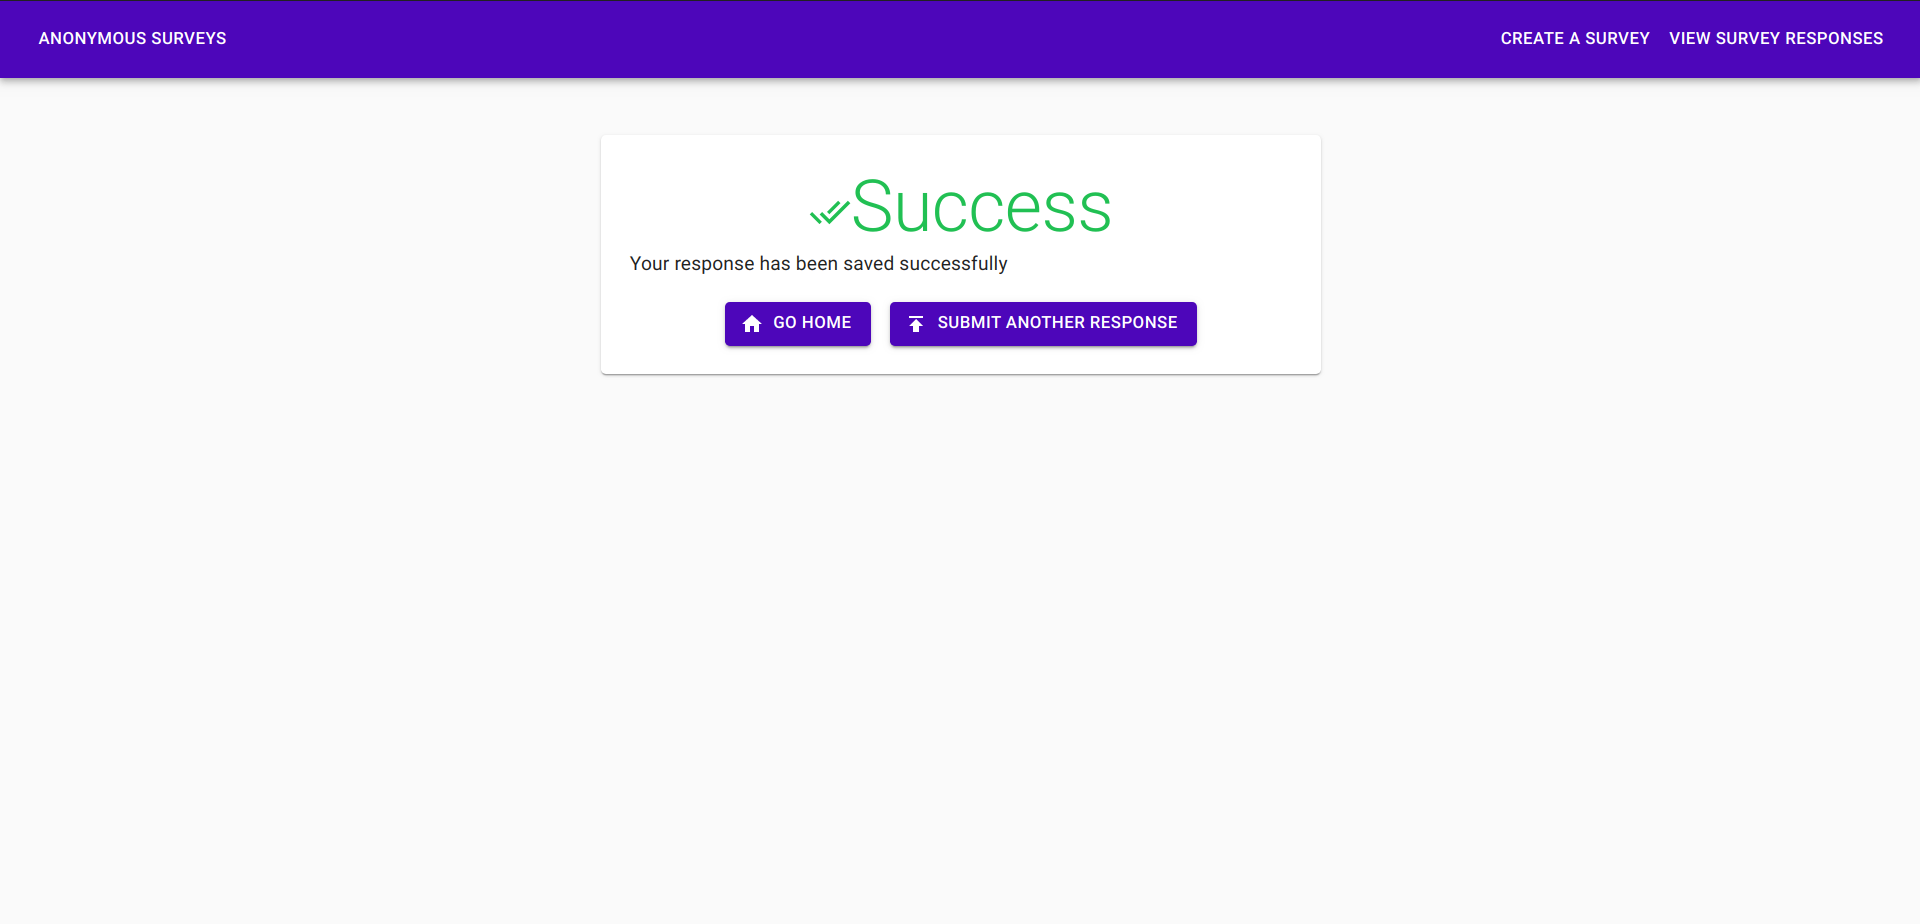 ANONYMOUS SURVEYS
CREATE A SURVEY
VIEW SURVEY RESPONSES
Success
Your response has been saved successfully
GO HOME
SUBMIT ANOTHER RESPONSE